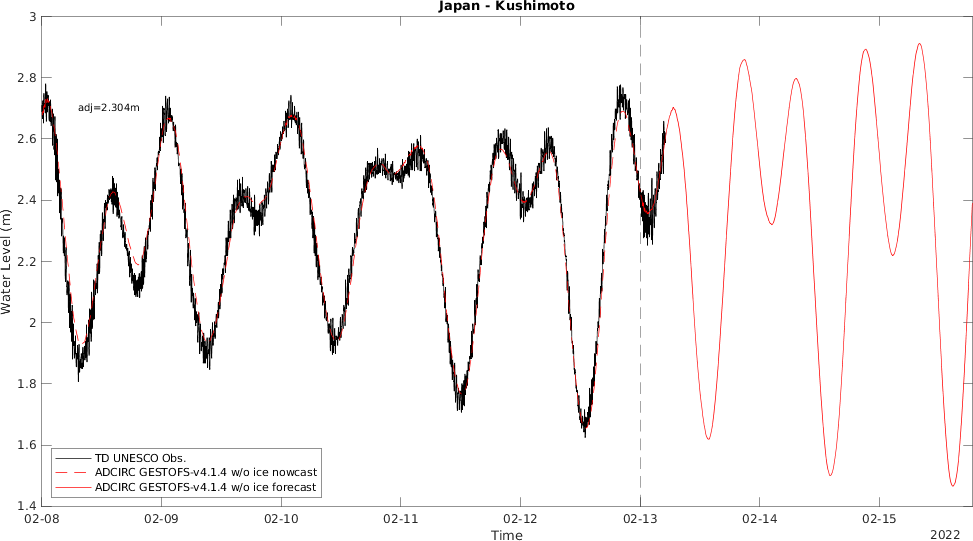 Japan - Kushimoto
3
2.8
2.6
2.4
2.2
2
1.8
1.6
1.4
Water Level (m)
adj=2.304m
TD UNESCO Obs.
ADCIRC GESTOFS-v4.1.4 w/o ice nowcast
ADCIRC GESTOFS-v4.1.4 w/o ice forecast
02-08 02-09 02-10 02-11 02-12 02-13 02-14 02-15
Time
2022